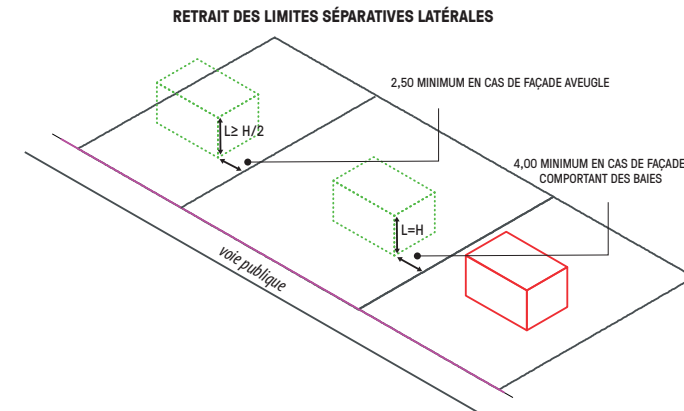 RETRAIT DES LIMITES SÉPARATIVES LATÉRALES
2,50 MINIMUM EN CAS DE FAÇADE AVEUGLE
L≥ H/2
4,00 MINIMUM EN CAS DE FAÇADE
COMPORTANT DES BAIES
L=H
voie publique